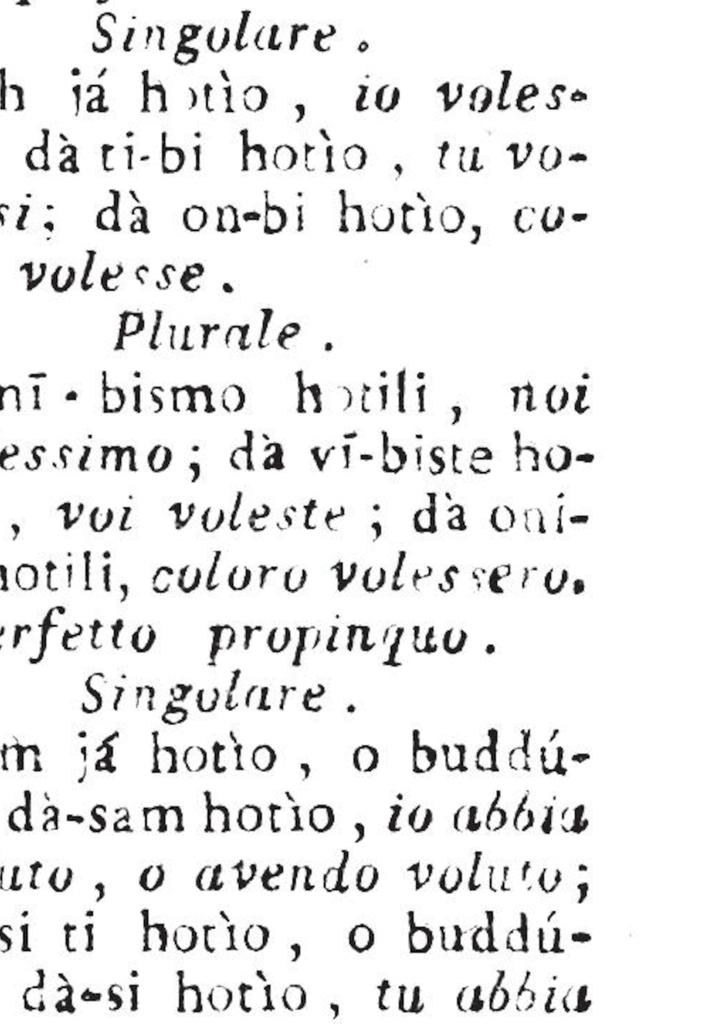 Singolare.
h já hotìo, io voles-
dà ti-bi hotìo, tu vo-
si; dà on-bi hotìo, co-
volesse.
Plurale.
nī-bismo hotili, noi
essimo; dà vī-biste ho-
, voi voleste; dà oní-
hotili, coloro volessero.
erfetto propinquo.
Singolare.
m já hotìo, o buddú-
dà-sam hotìo, io abbia
uto, o avendo voluto;
si ti hotìo, o buddú-
dà-si hotìo, tu abbia